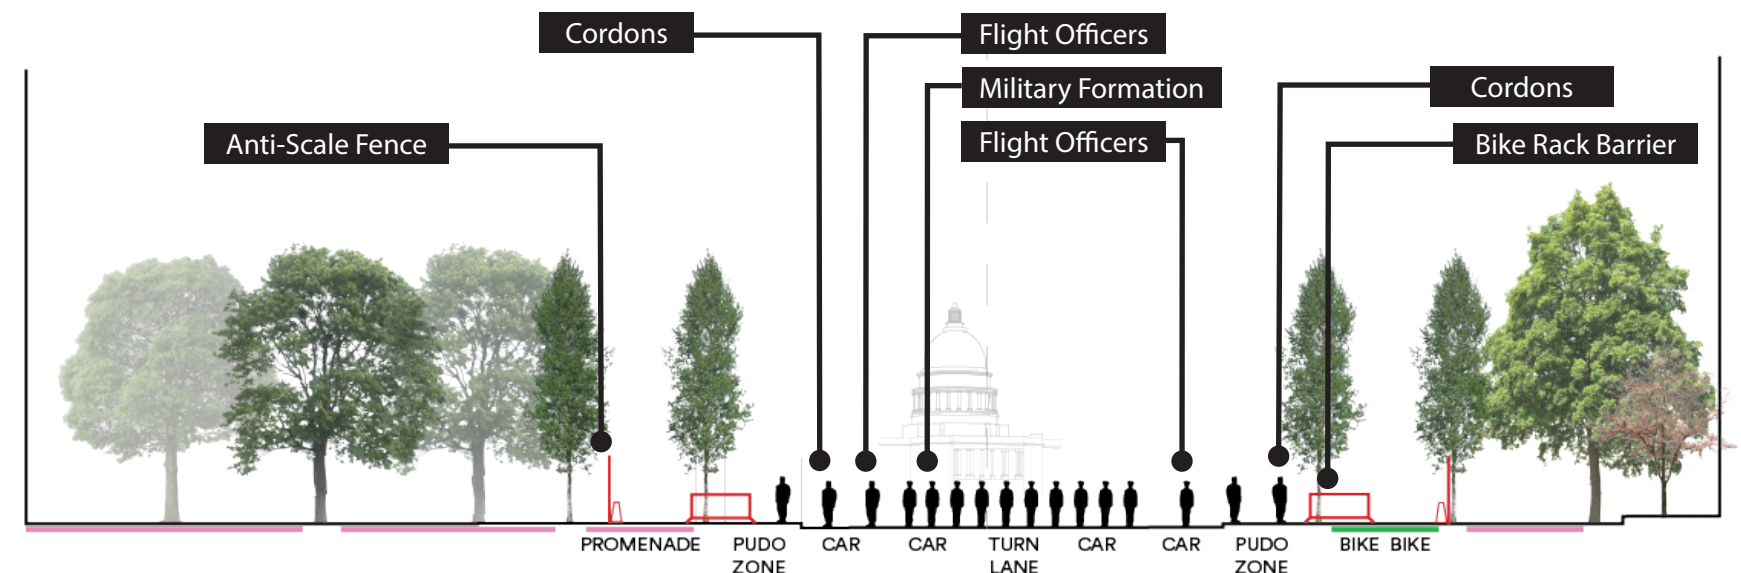 Cordons
Flight Officers
Military Formation
Cordons
Anti-Scale Fence
Flight Officers
Bike Rack Barrier
PROMENADE
PUDO
ZONE
CAR
CAR
TURN
LANE
CAR
CAR
PUDO
ZONE
BIKE BIKE